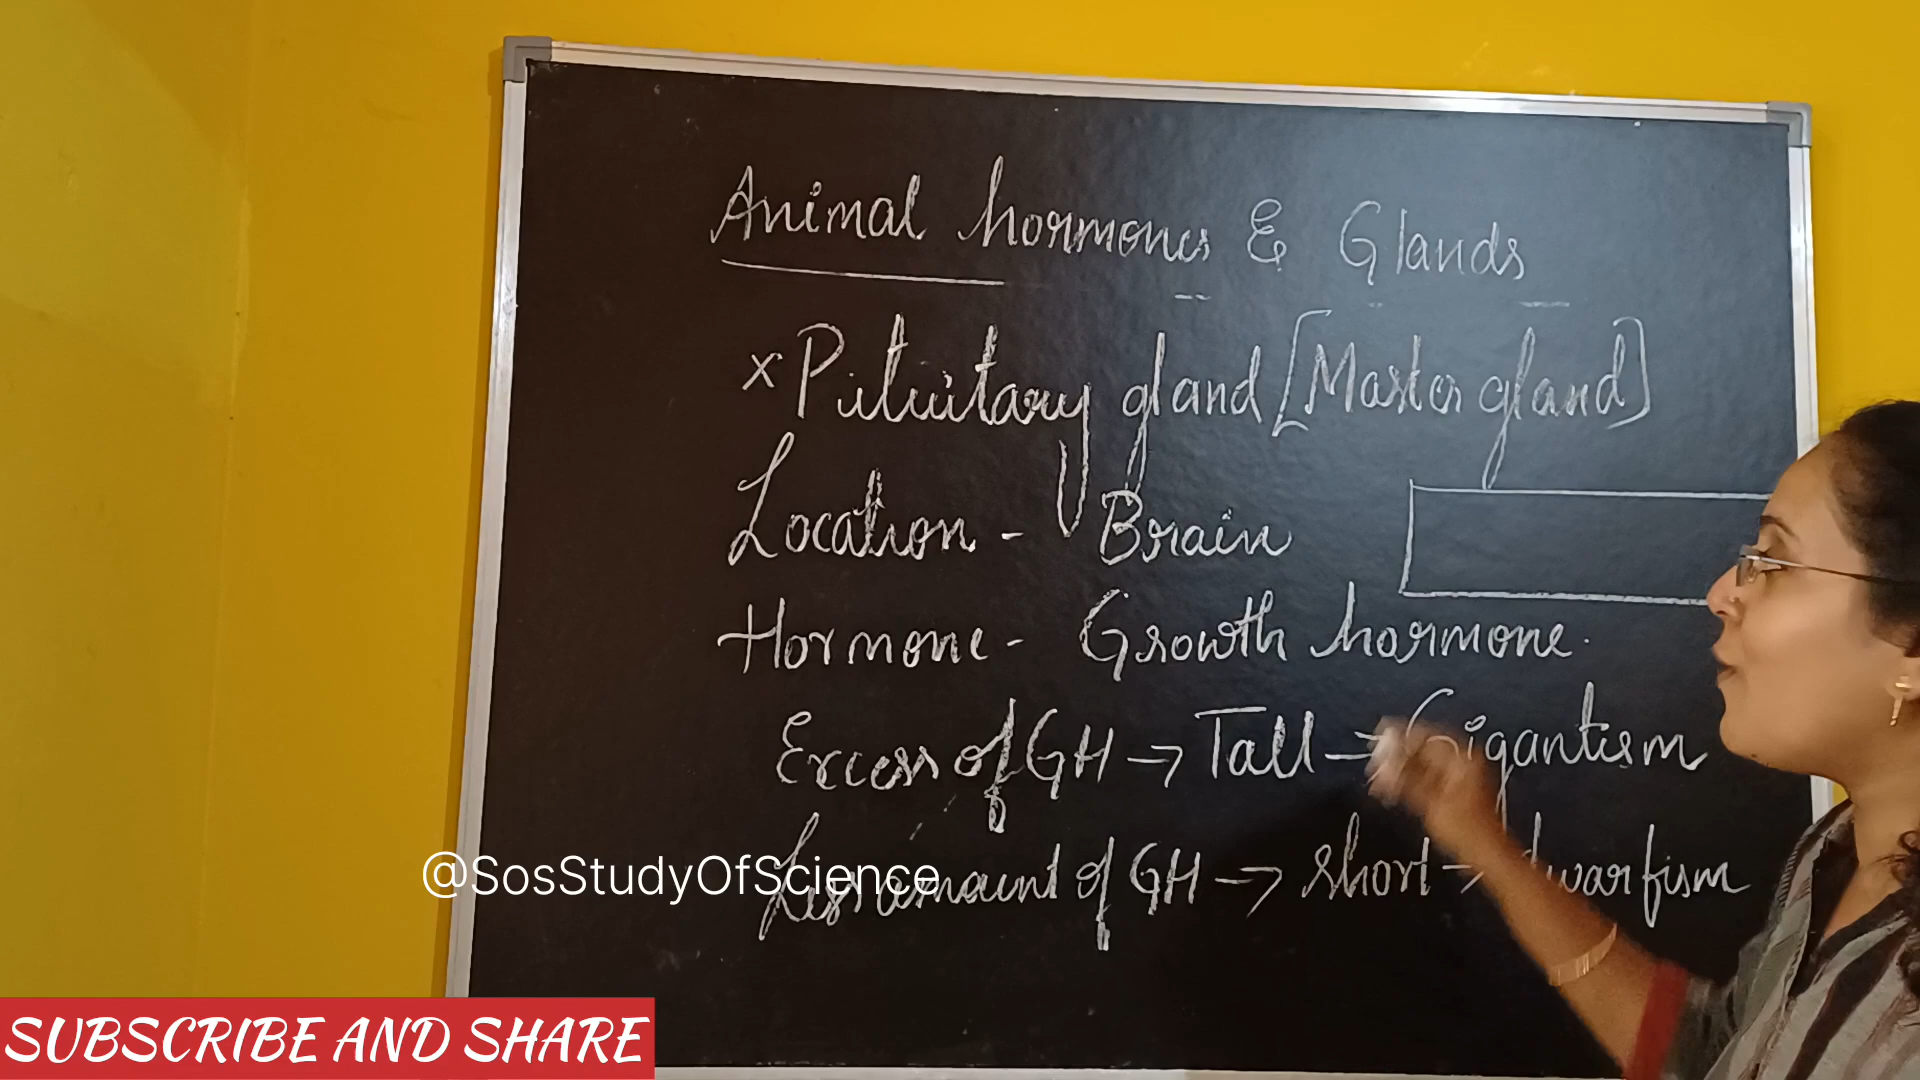 Animal hormones & Glands
x Pituitary gland [Master gland]
Location - Brain
Hormone - Growth hormone.
Excess of GH → Tall → Gigantism
Less amount of GH → short → dwarfism
@SosStudyOfScience
SUBSCRIBE AND SHARE